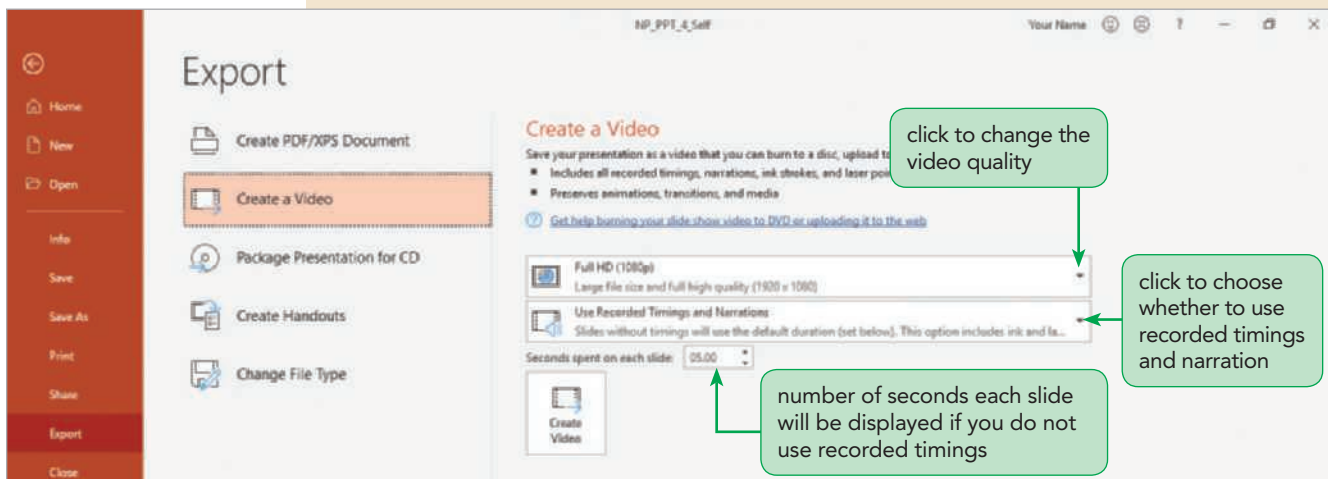 NP_PPT_4_Self
Your Name
?
Export
Home
New
Open
Info
Save
Save As
Print
Share
Export
Close
Create PDF/XPS Document
Create a Video
Package Presentation for CD
Create Handouts
Change File Type
Create a Video
Save your presentation as a video that you can burn to a disc, upload to
Includes all recorded timings, narrations, ink strokes, and laser poi
Preserves animations, transitions, and media
Get help burning your slide show video to DVD or uploading it to the web
Full HD (1080p)
Large file size and full high quality (1920 x 1080)
Use Recorded Timings and Narrations
Slides without timings will use the default duration (set below). This option includes ink and la...
Seconds spent on each slide: 05.00
Create
Video
click to change the
video quality
click to choose
whether to use
recorded timings
and narration
number of seconds each slide
will be displayed if you do not
use recorded timings